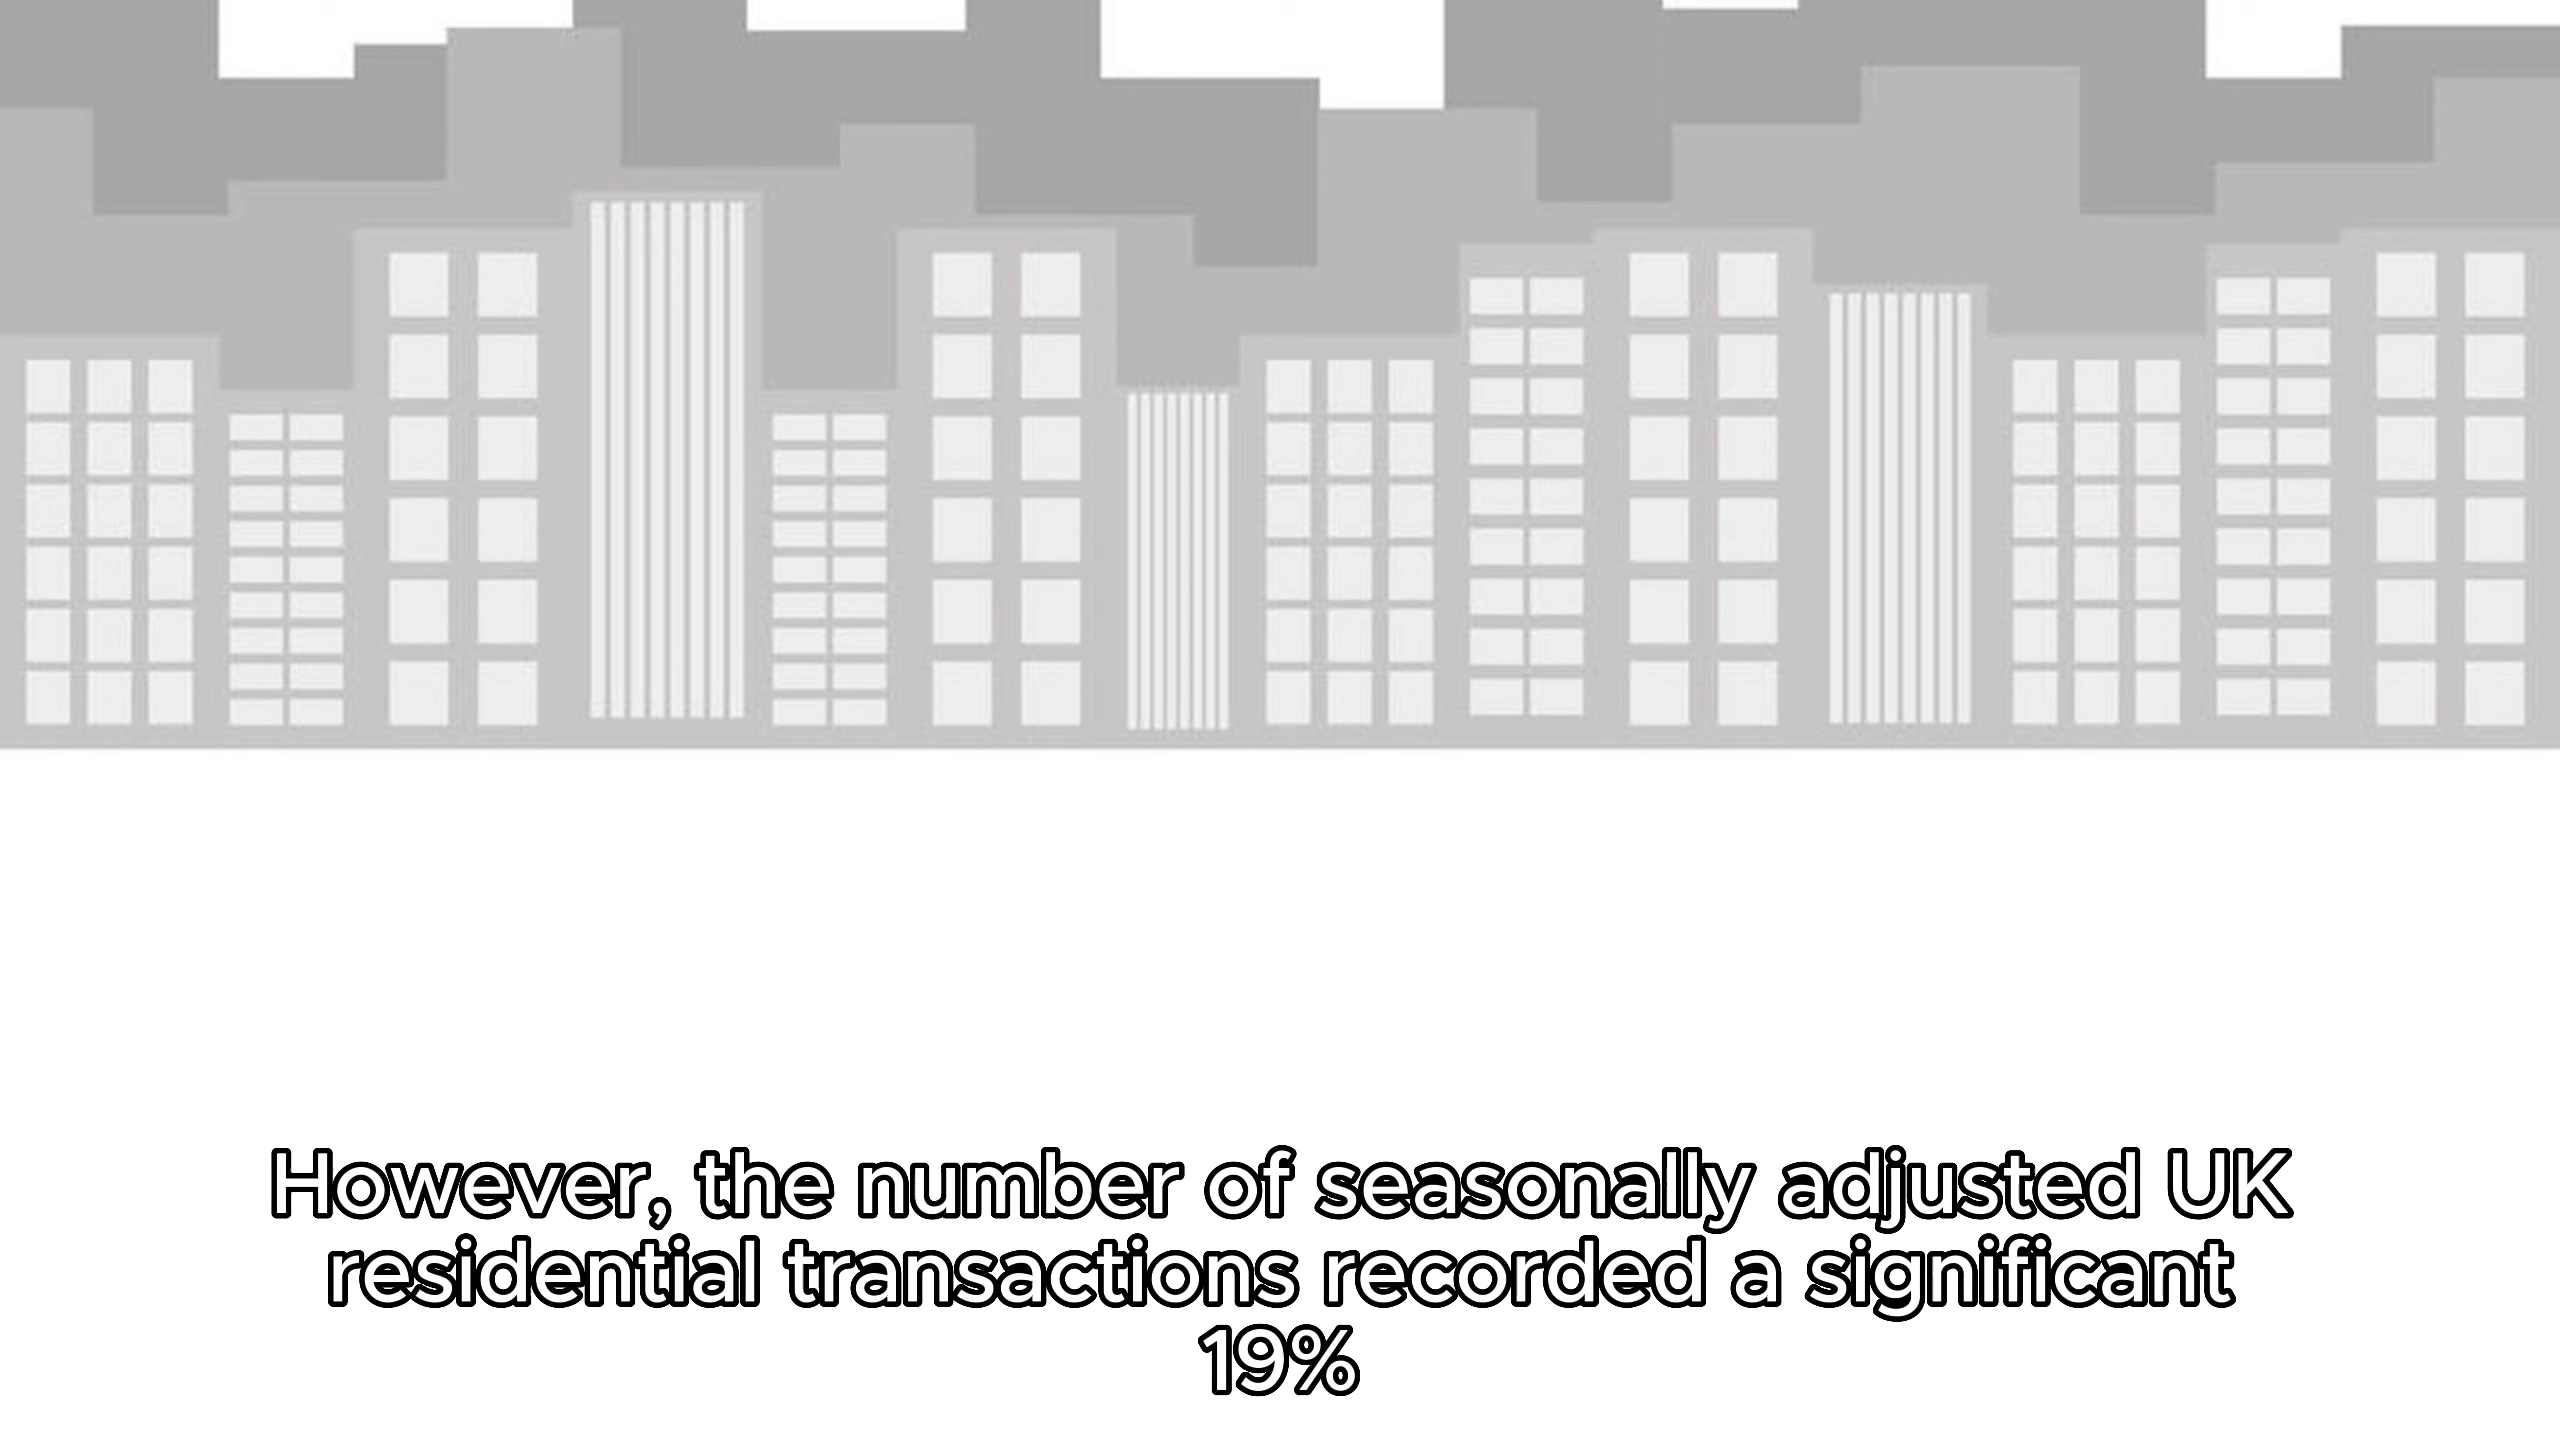 However, the number of seasonally adjusted UK
residential transactions recorded a significant
19%